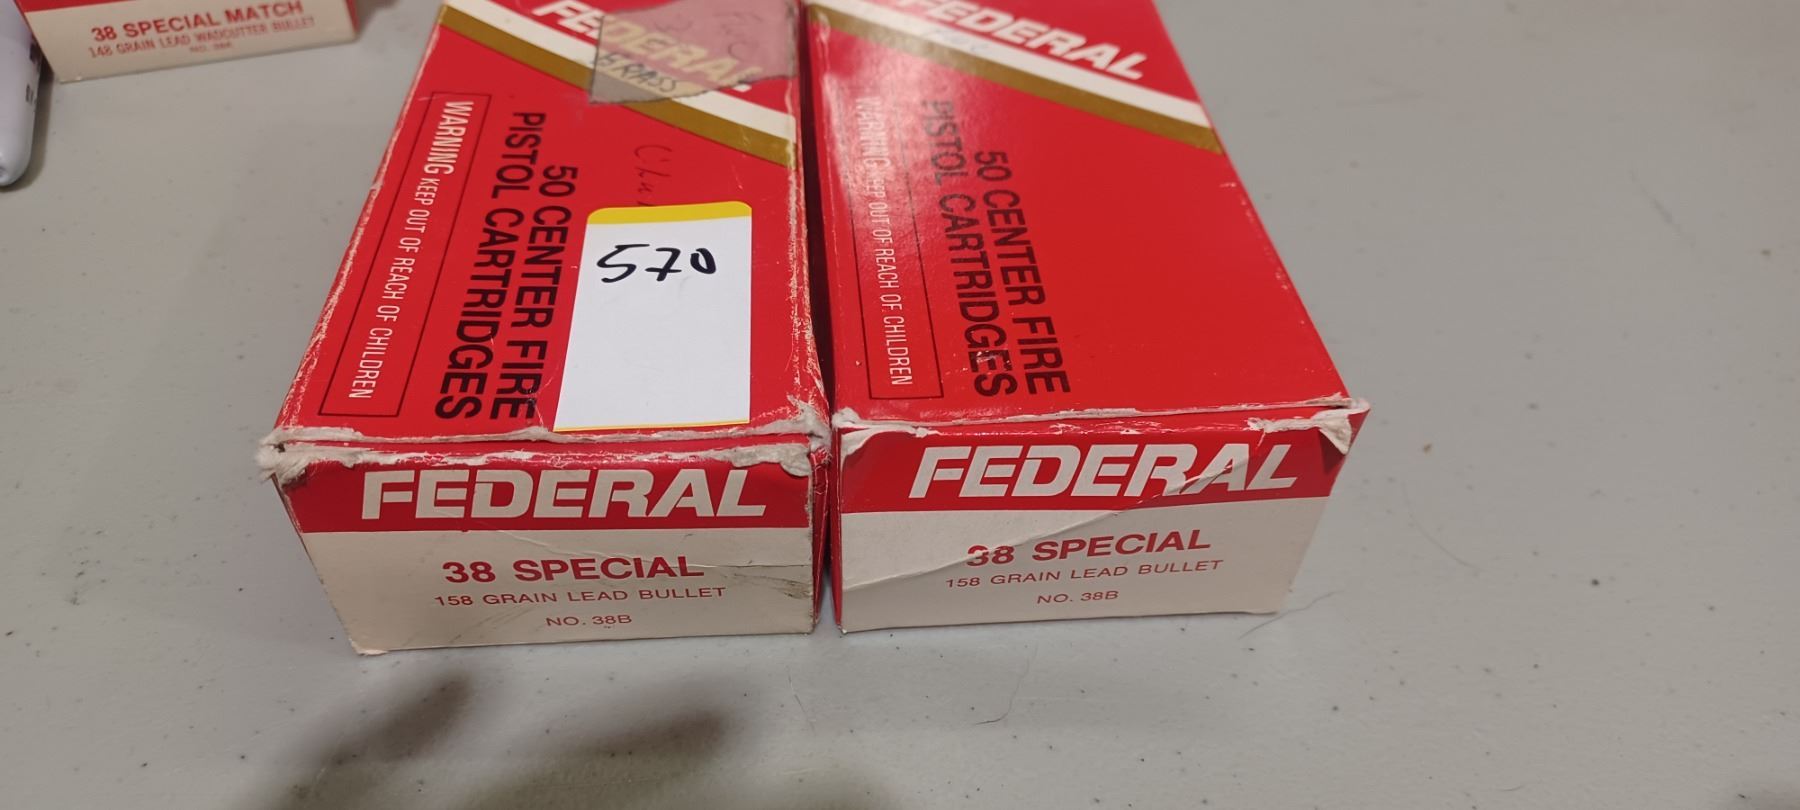 38 SPECIAL MATCH
148 GRAIN LEAD WADCUTTER BULLET
FEDERAL
BRASS
50 CENTER FIRE
PISTOL CARTRIDGES
WARNING KEEP OUT OF REACH OF CHILDREN
570
FEDERAL
38 SPECIAL
158 GRAIN LEAD BULLET
NO. 38B
FEDERAL
50 CENTER FIRE
PISTOL CARTRIDGES
WARNING KEEP OUT OF REACH OF CHILDREN
FEDERAL
38 SPECIAL
158 GRAIN LEAD BULLET
NO. 38B